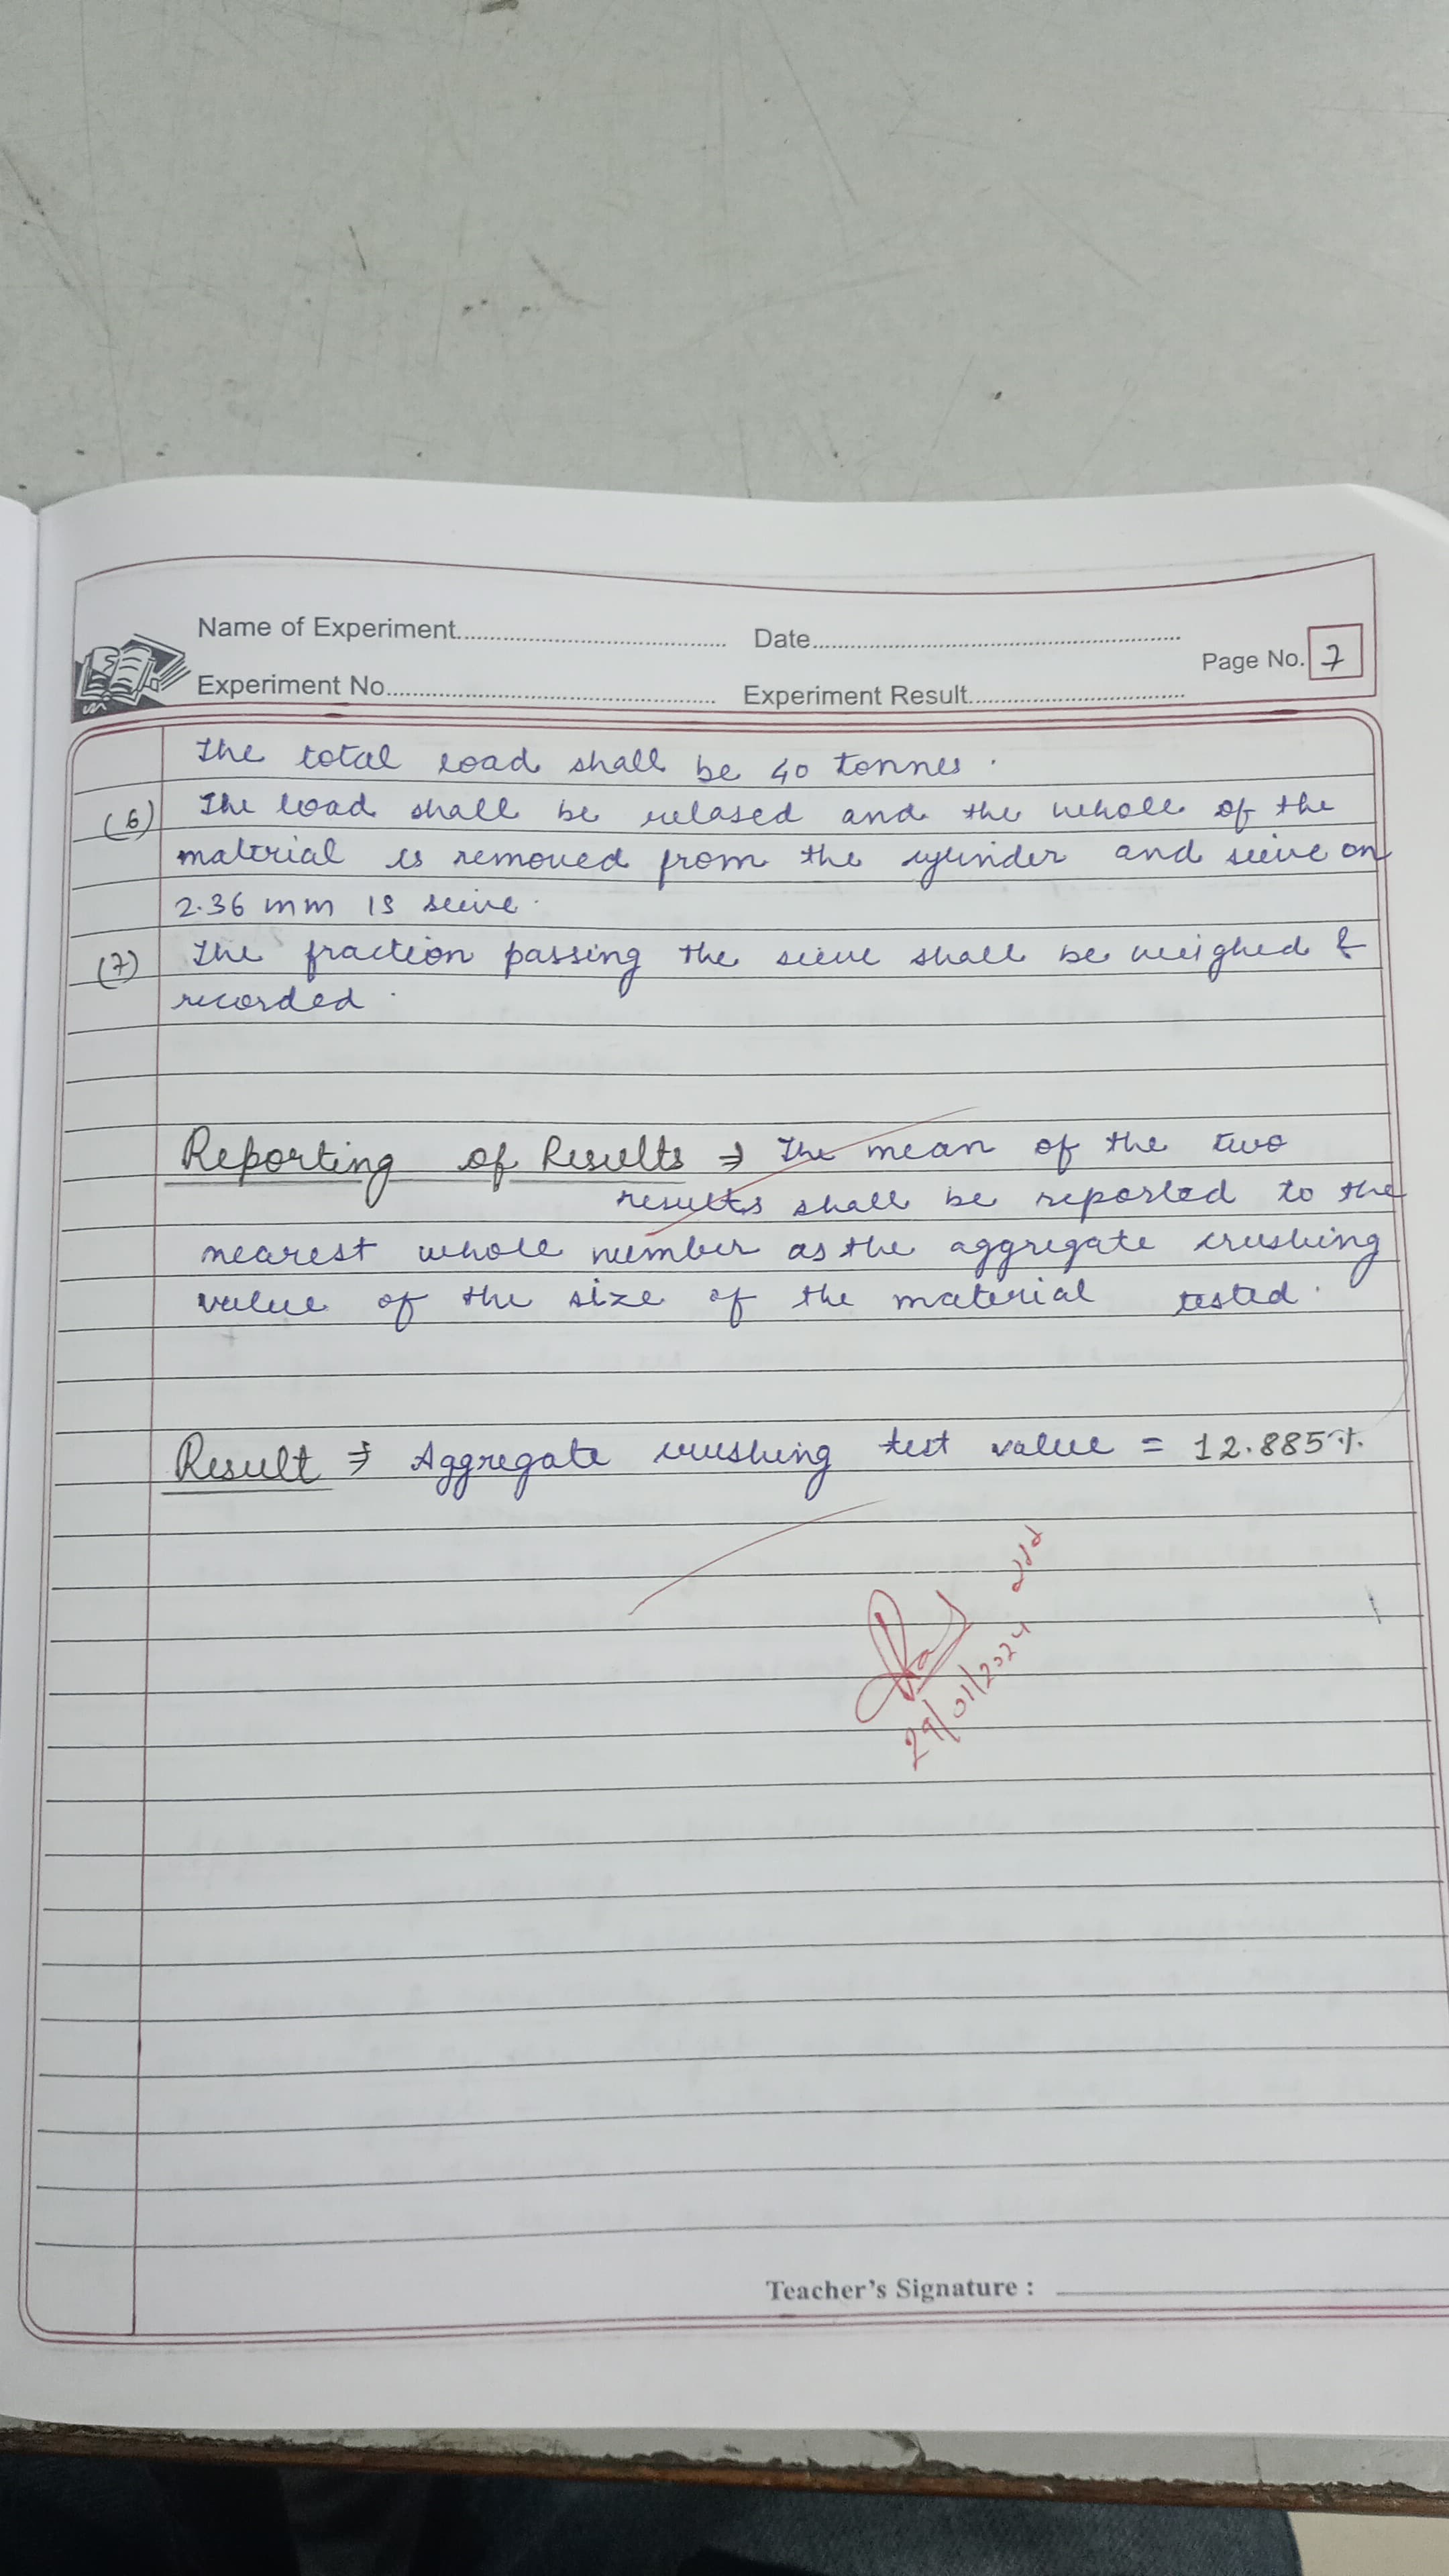 Name of Experiment.............................. Date..............................
Page No. 7
Experiment No.............................. Experiment Result..............................
The total load shall be 40 tonnes.
(6) The load shall be relased and the whole of the
material is removed from the cylinder and seive on
2.36 mm IS seive.
(7) The fraction passing the seive shall be weighed &
recorded.
Reporting of Results ⇒ The mean of the two
results shall be reported to the
nearest whole number as the aggregate crushing
value of the size of the material tested.
Result ⇒ Aggregate crushing test value = 12.885%.
29/01/2024
Teacher's Signature :